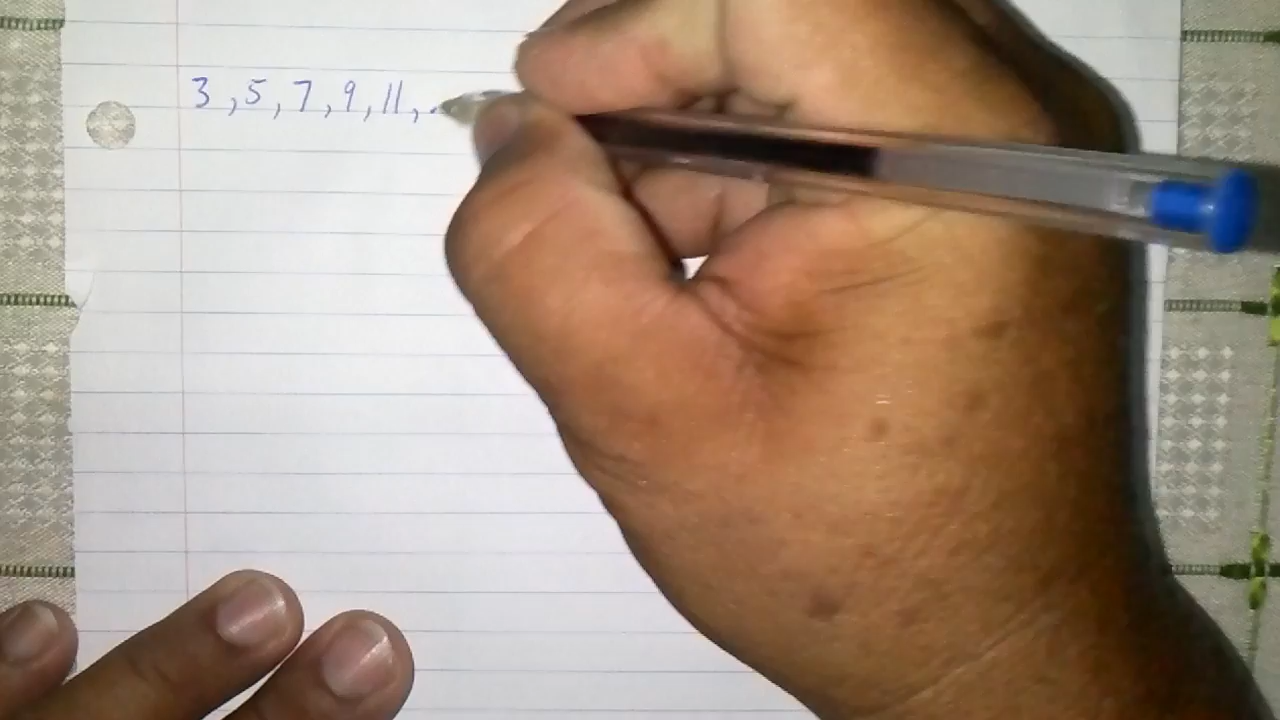 3, 5, 7, 9, 11, .